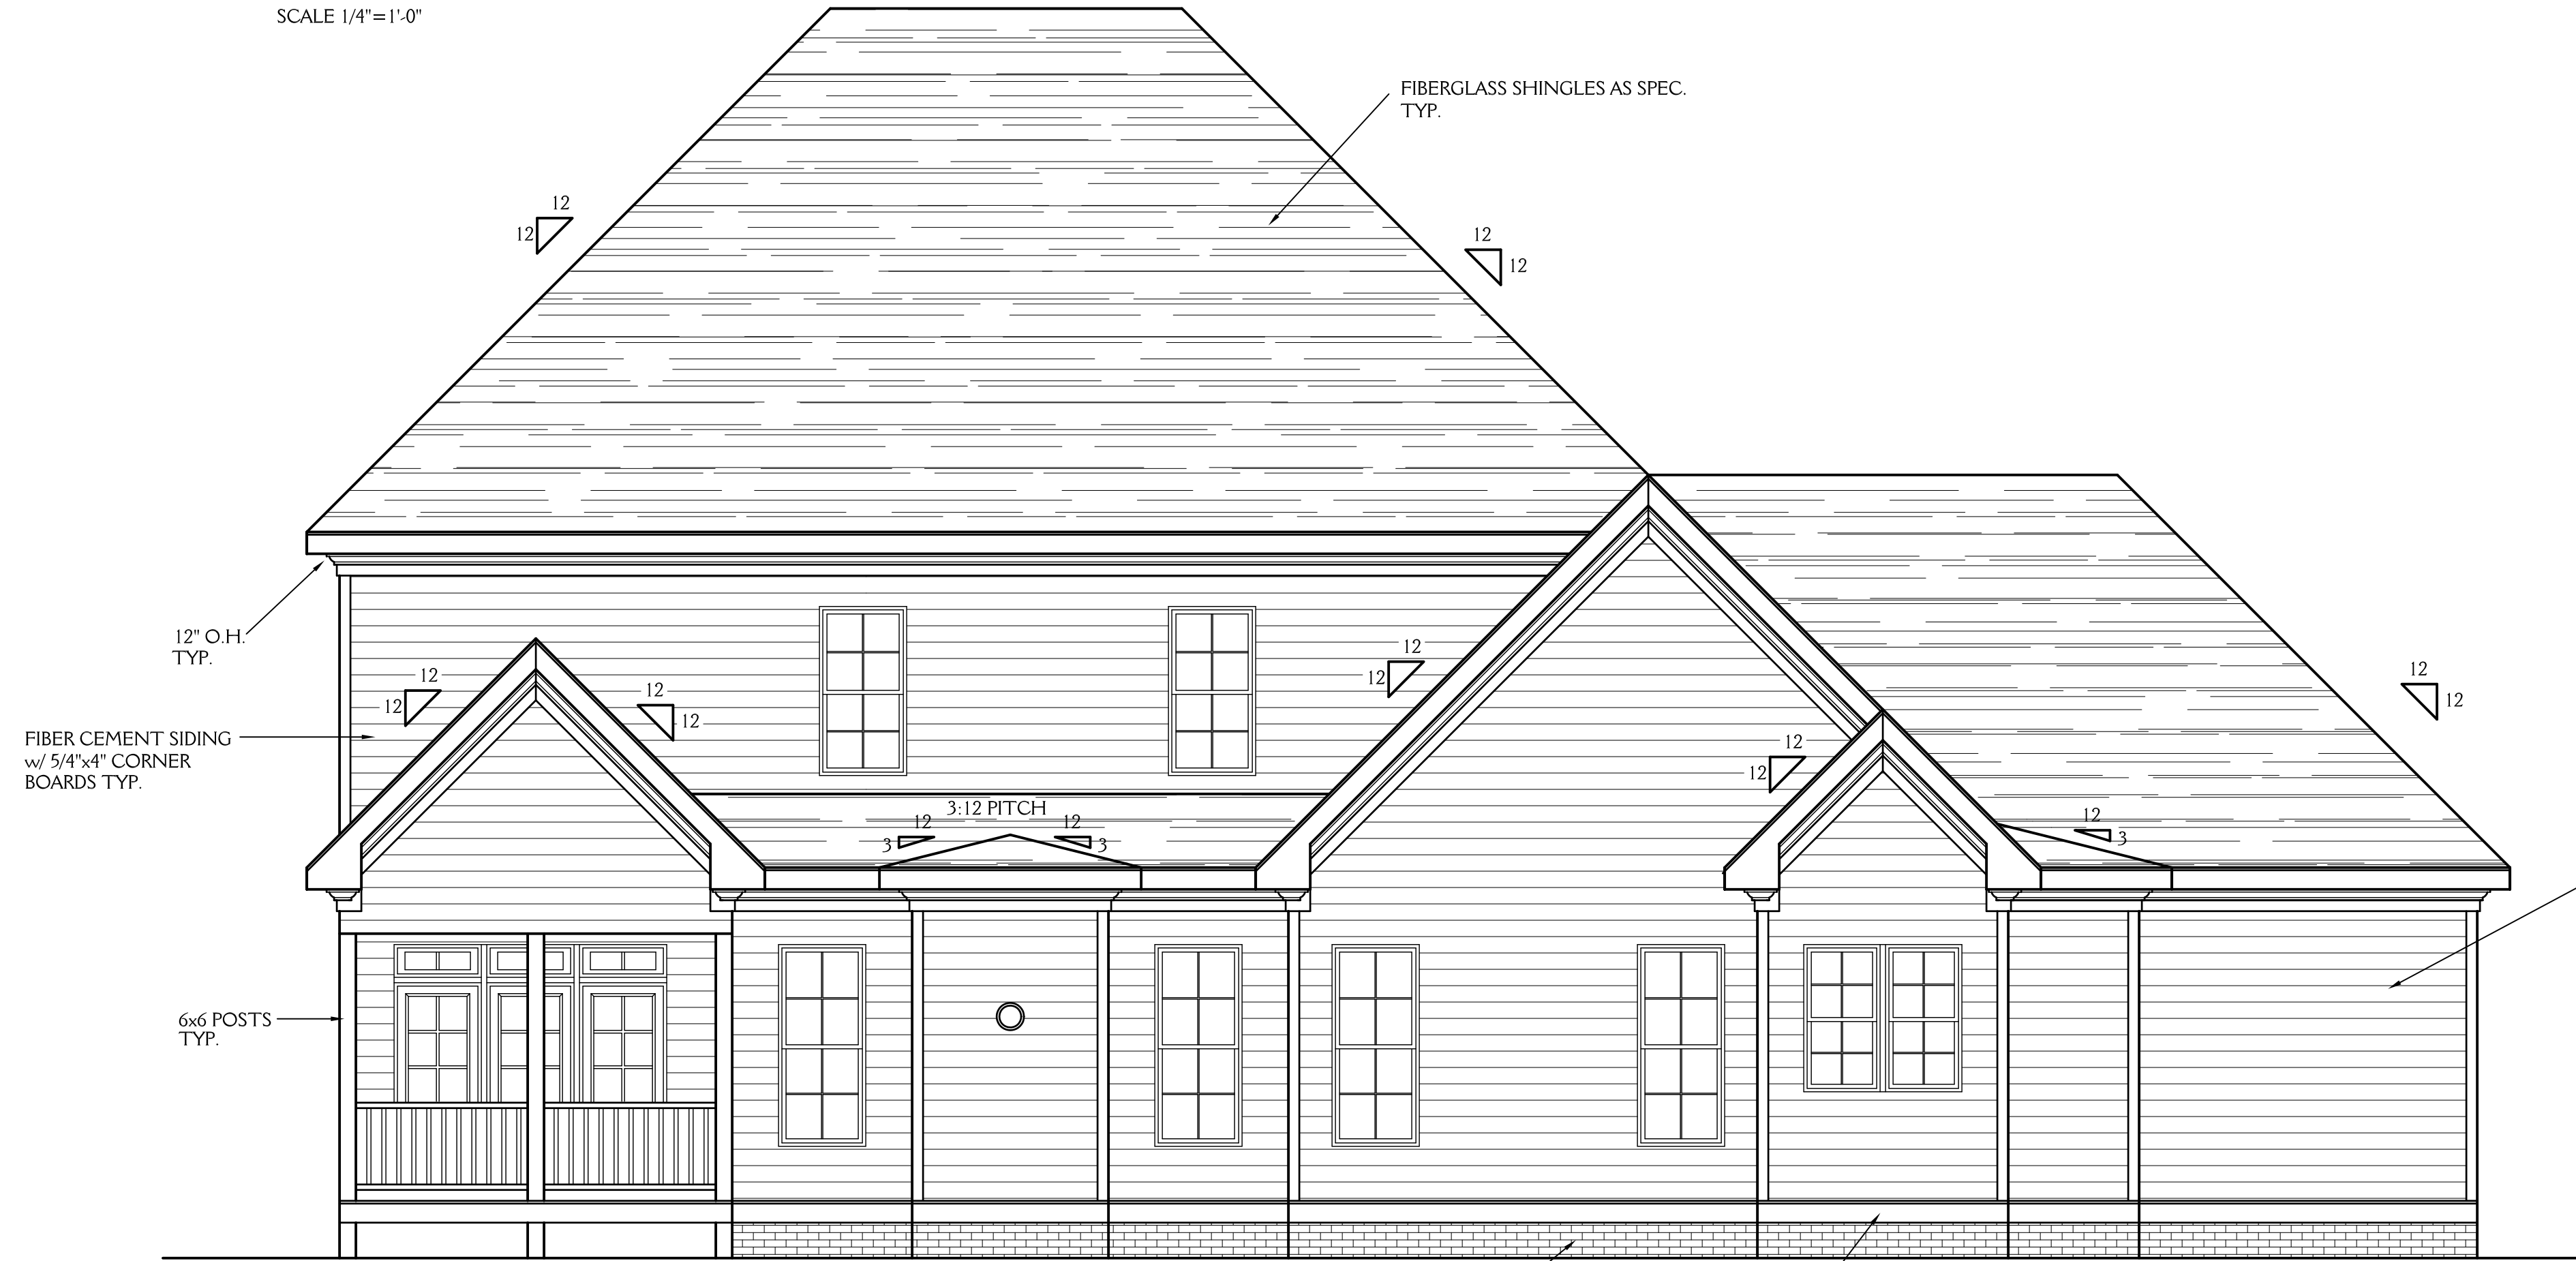 SCALE 1/4"=1'-0"
FIBERGLASS SHINGLES AS SPEC.
TYP.
12
12
12
12
12" O.H.
TYP.
12
12
12
12
12
12
12
12
12
12
FIBER CEMENT SIDING
w/ 5/4"x4" CORNER
BOARDS TYP.
3:12 PITCH
12
3
12
3
12
3
6x6 POSTS
TYP.